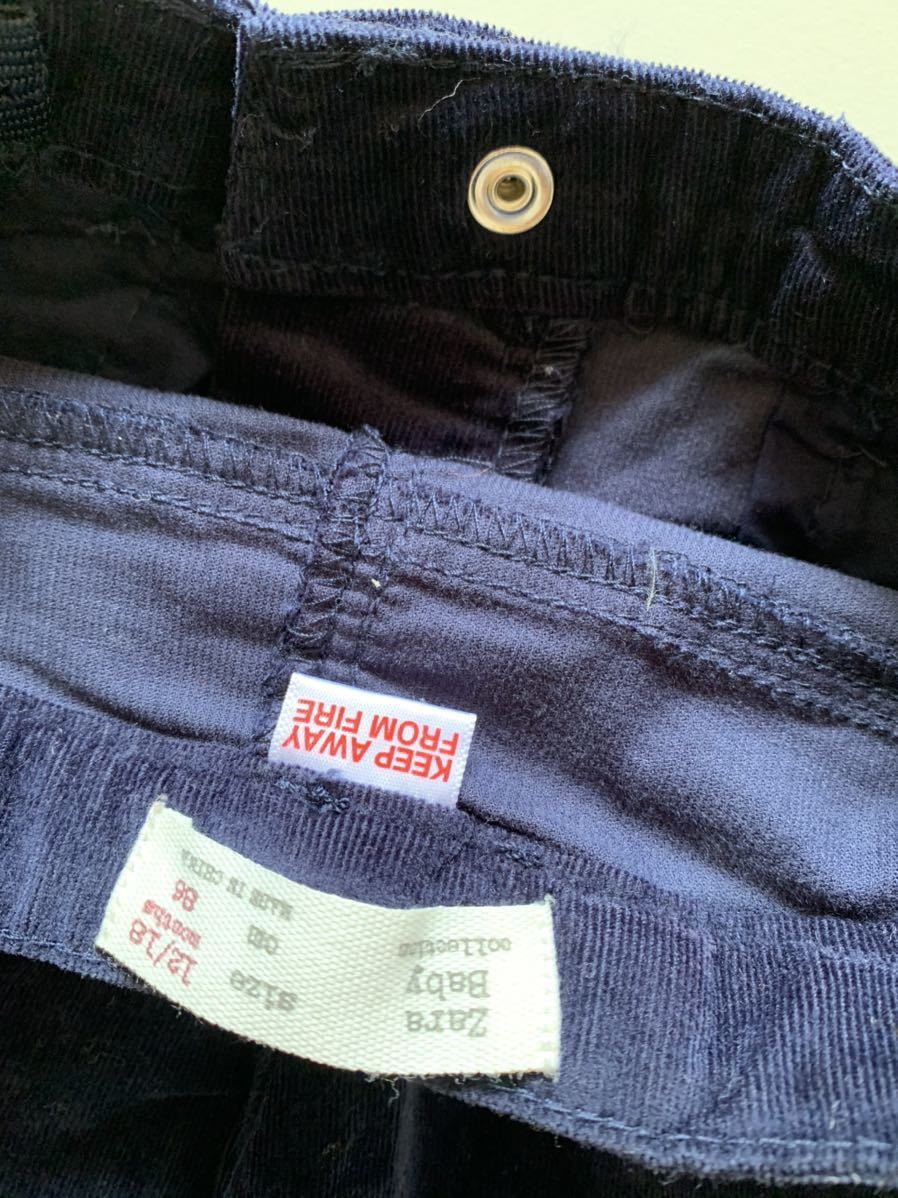 KEEP AWAY
FROM FIRE
Zara
Baby
collection
size 12/18
months
cm 86
MADE IN CHINA